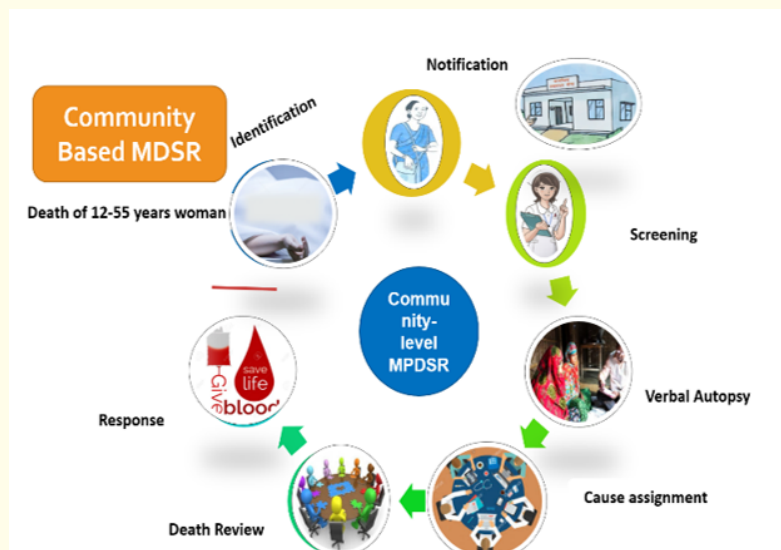 Notification
Community
Based MDSR
Identification
Death of 12-55 years woman
Screening
Commu
nity-
level
MPDSR
save
life
Give
blood
Verbal Autopsy
Response
Cause assignment
Death Review